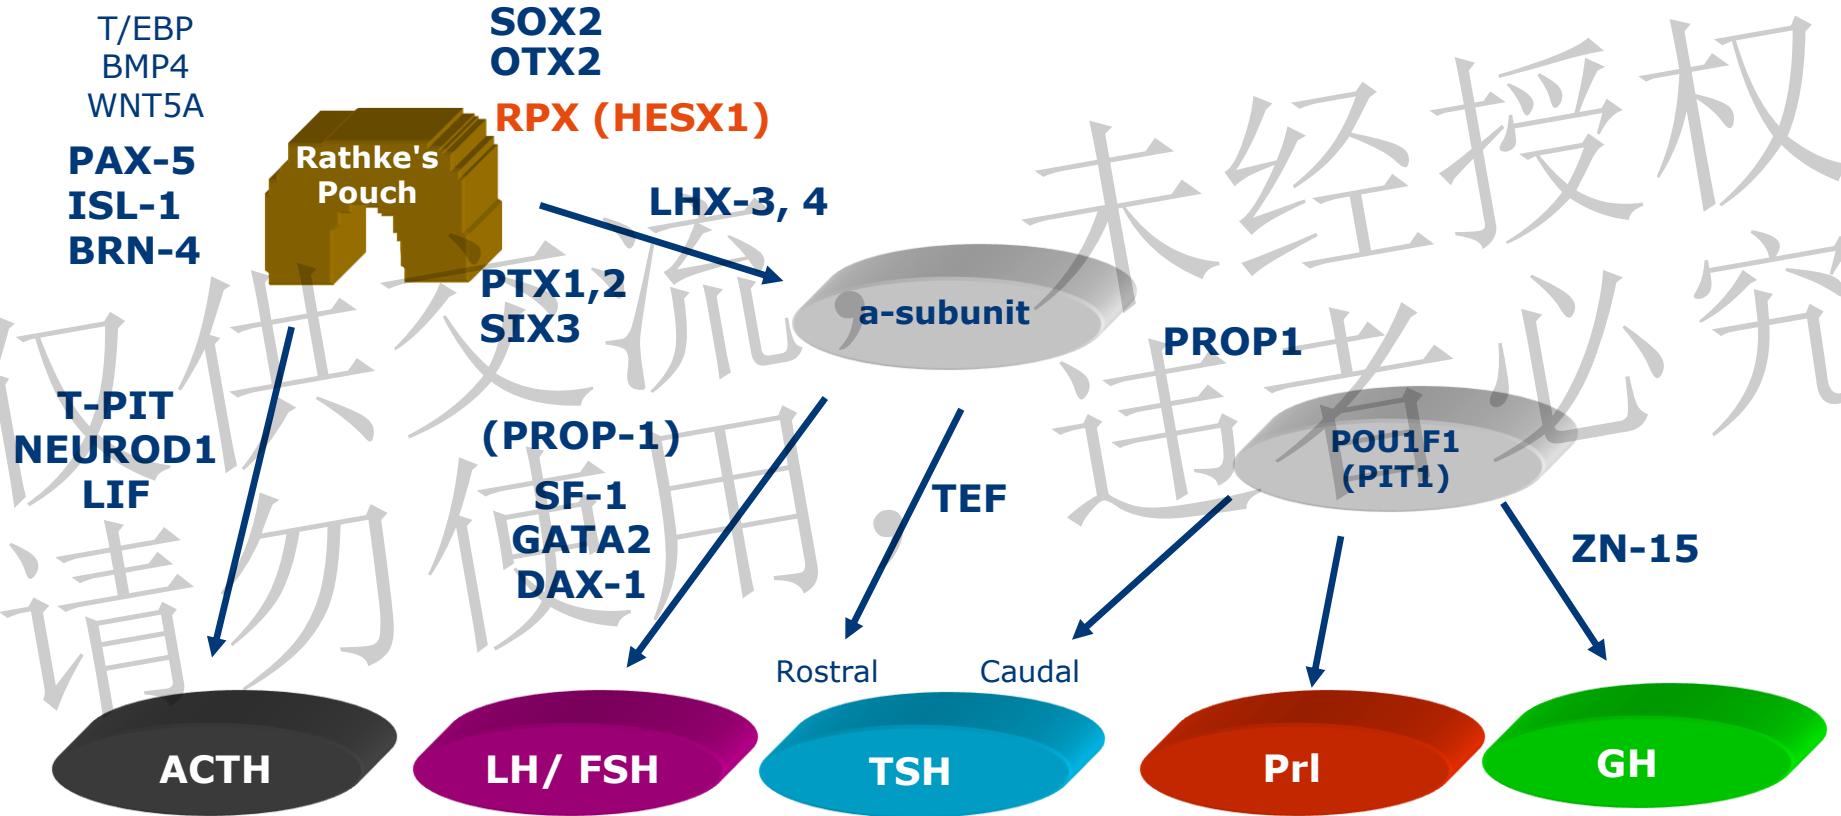 T/EBP
BMP4
WNT5A
SOX2
OTX2
RPX (HESX1)
PAX-5
ISL-1
BRN-4
Rathke's
Pouch
LHX-3, 4
PTX1,2
SIX3
a-subunit
PROP1
T-PIT
NEUROD1
LIF
(PROP-1)
SF-1
GATA2
DAX-1
TEF
POU1F1
(PIT1)
ZN-15
Rostral
Caudal
ACTH
LH/ FSH
TSH
Prl
GH
仅供交流,未经授权
请勿使用.违者必究